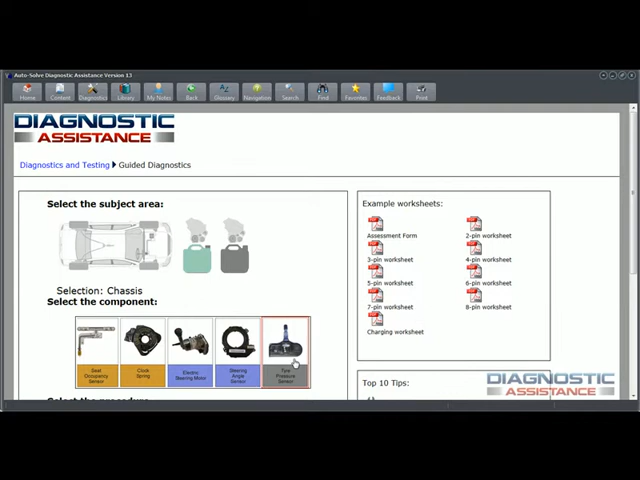 Auto-Solve Diagnostic Assistance Version 13
Home Content Diagnostics Library My Notes Back Glossary Navigation Search Find Favorites Feedback Print
DIAGNOSTIC
ASSISTANCE
Diagnostics and Testing Guided Diagnostics
Select the subject area:
Selection: Chassis
Select the component:
Seat
Occupancy
Sensor
Clock
Spring
Electric
Steering Motor
Steering
Angle
Sensor
Tyre
Pressure
Sensor
Select the procedure
Example worksheets:
Assessment Form
2-pin worksheet
3-pin worksheet
4-pin worksheet
5-pin worksheet
6-pin worksheet
7-pin worksheet
8-pin worksheet
Charging worksheet
Top 10 Tips:
DIAGNOSTIC
ASSISTANCE